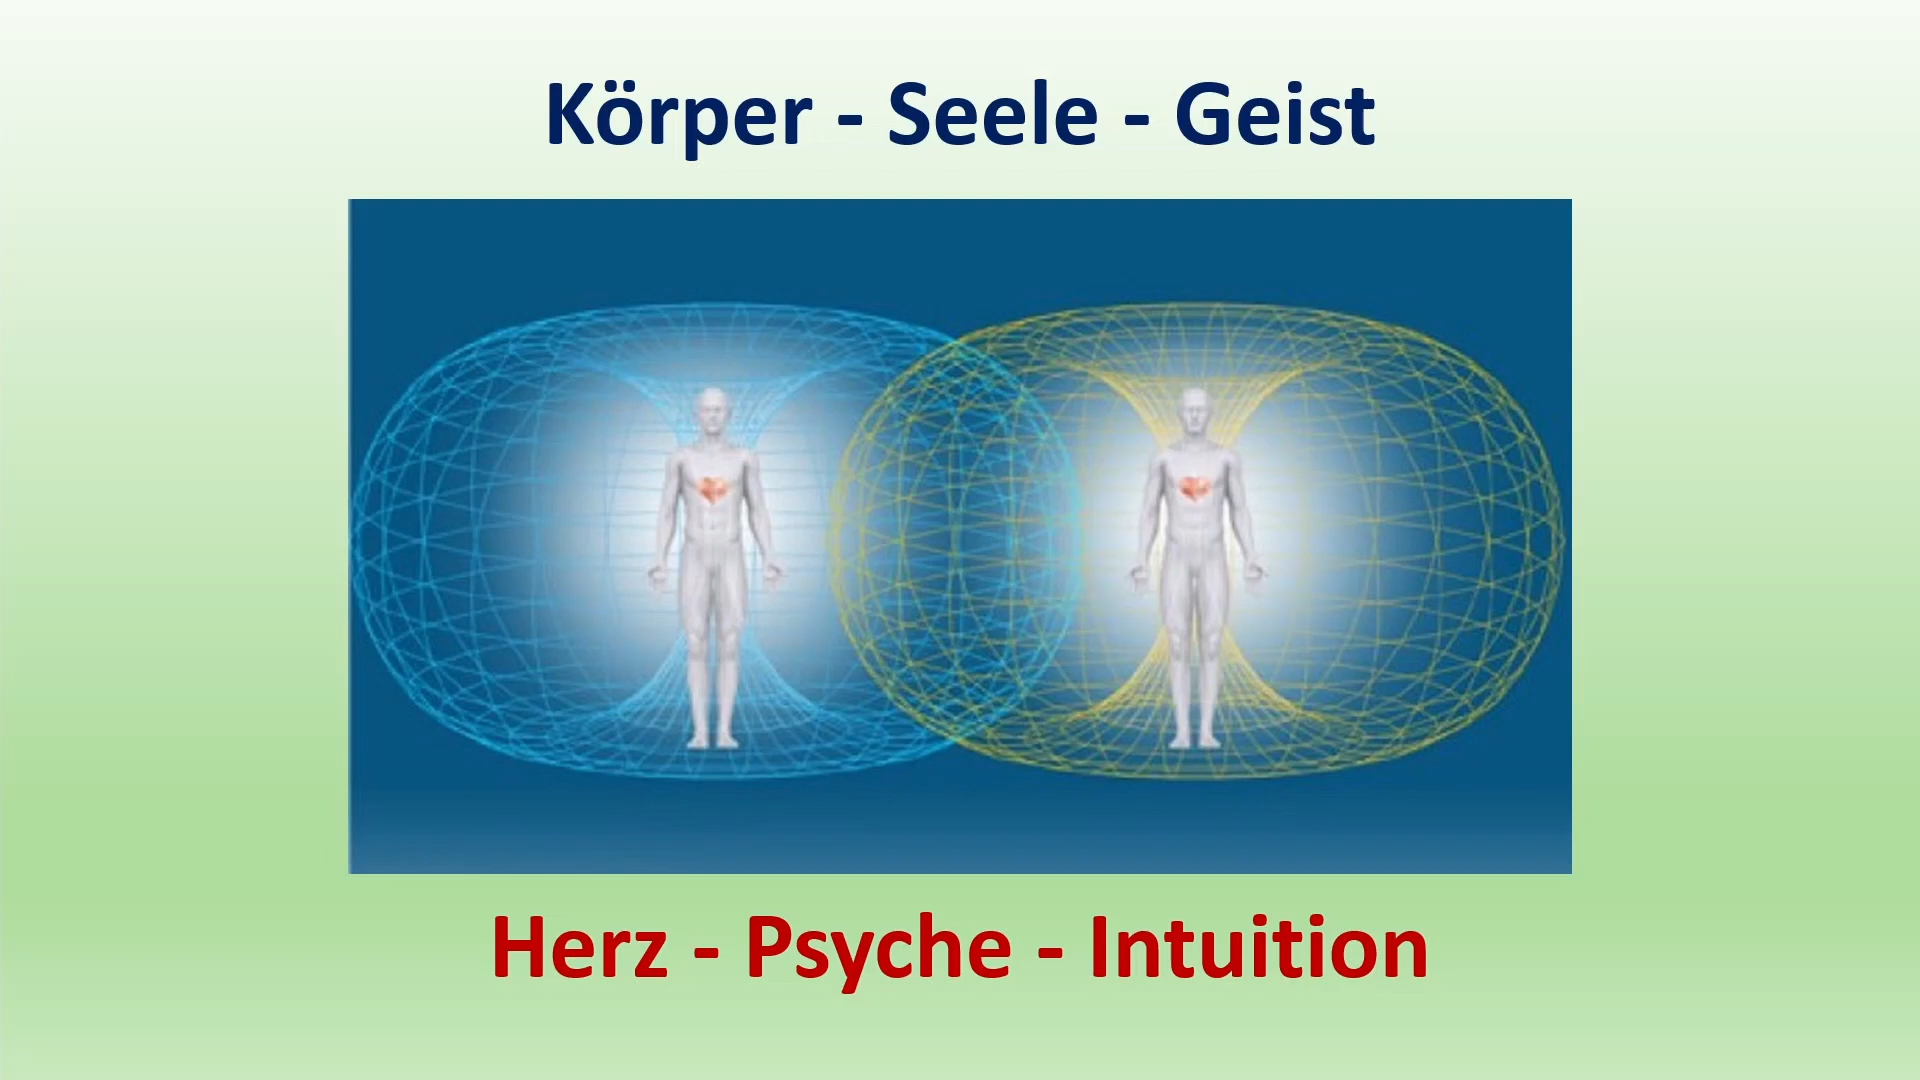 Körper - Seele - Geist
Herz - Psyche - Intuition